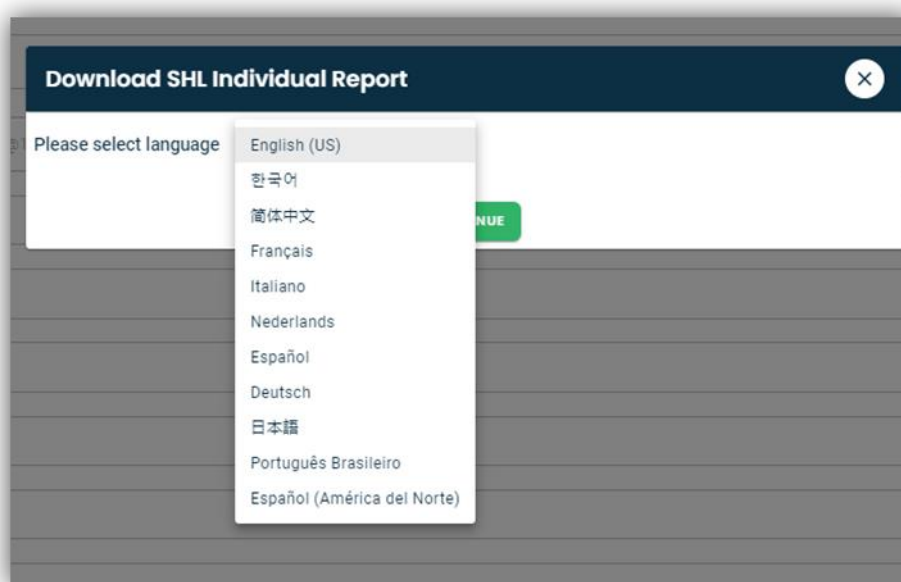 Download SHL Individual Report
Please select language
English (US)
한국어
简体中文
NUE
Français
Italiano
Nederlands
Español
Deutsch
日本語
Português Brasileiro
Español (América del Norte)